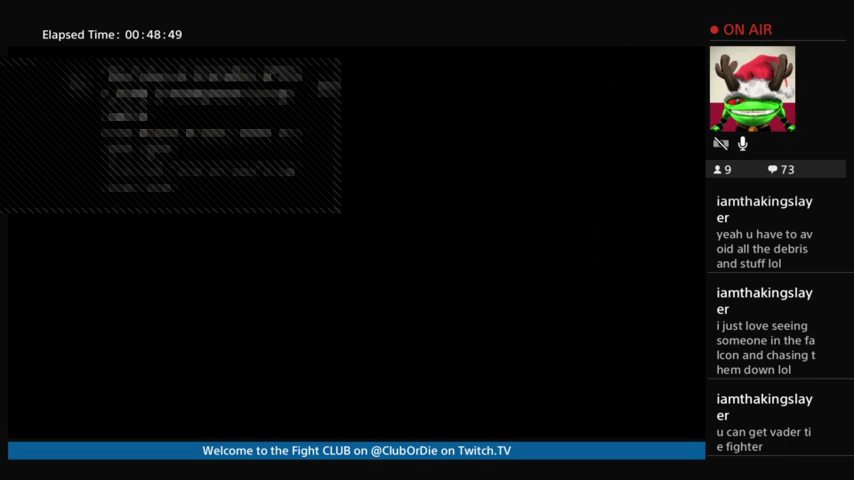 Elapsed Time: 00:48:49
ON AIR
9 73
iamthakingslay
er
yeah u have to av
oid all the debris
and stuff lol
iamthakingslay
er
i just love seeing
someone in the fa
lcon and chasing t
hem down lol
iamthakingslay
er
u can get vader ti
e fighter
Welcome to the Fight CLUB on @ClubOrDie on Twitch.TV